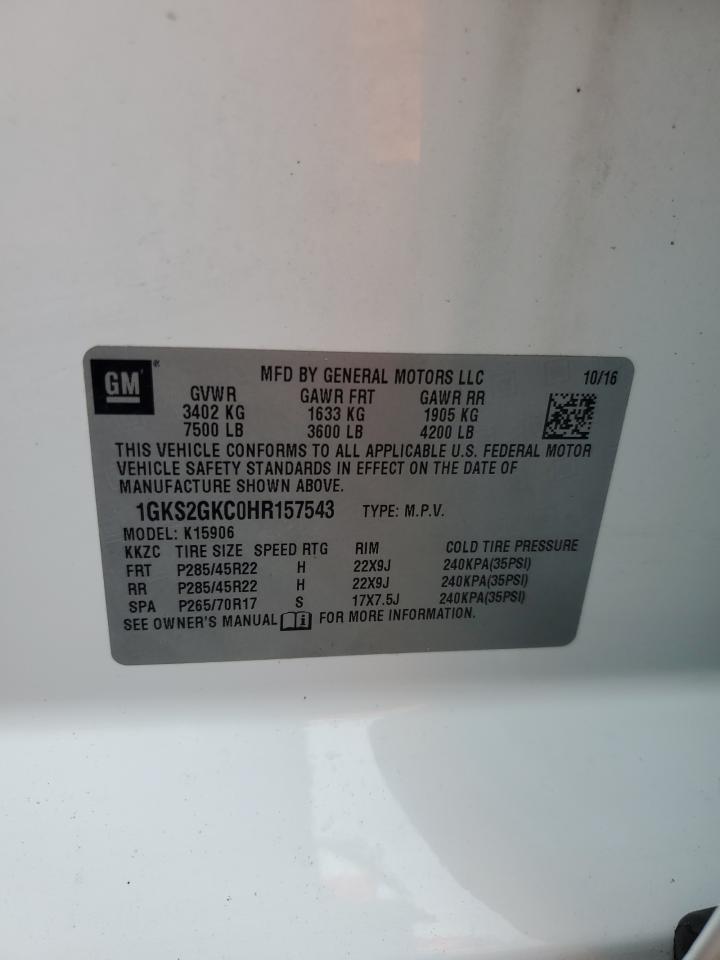 GM®
MFD BY GENERAL MOTORS LLC 10/16
GVWR GAWR FRT GAWR RR
3402 KG 1633 KG 1905 KG
7500 LB 3600 LB 4200 LB
THIS VEHICLE CONFORMS TO ALL APPLICABLE U.S. FEDERAL MOTOR
VEHICLE SAFETY STANDARDS IN EFFECT ON THE DATE OF
MANUFACTURE SHOWN ABOVE.
1GKS2GKC0HR157543 TYPE: M.P.V.
MODEL: K15906
KKZC TIRE SIZE SPEED RTG RIM COLD TIRE PRESSURE
FRT P285/45R22 H 22X9J 240KPA(35PSI)
RR P285/45R22 H 22X9J 240KPA(35PSI)
SPA P265/70R17 S 17X7.5J 240KPA(35PSI)
SEE OWNER'S MANUAL FOR MORE INFORMATION.